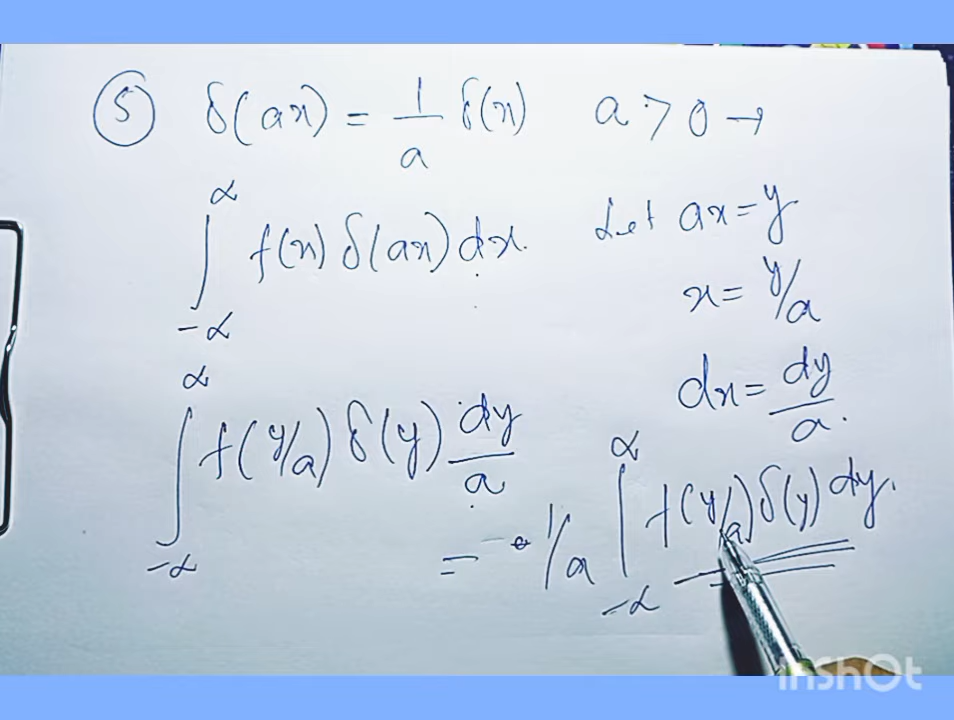 ⑤ δ(ax) = 1/a δ(x) a > 0 →
∫_{-∞}^{∞} f(x) δ(ax) dx. Let ax = y
x = y/a
dx = dy/a.
∫_{-∞}^{∞} f(y/a) δ(y) dy/a
= 1/a ∫_{-∞}^{∞} f(y/a) δ(y) dy.
InShOt